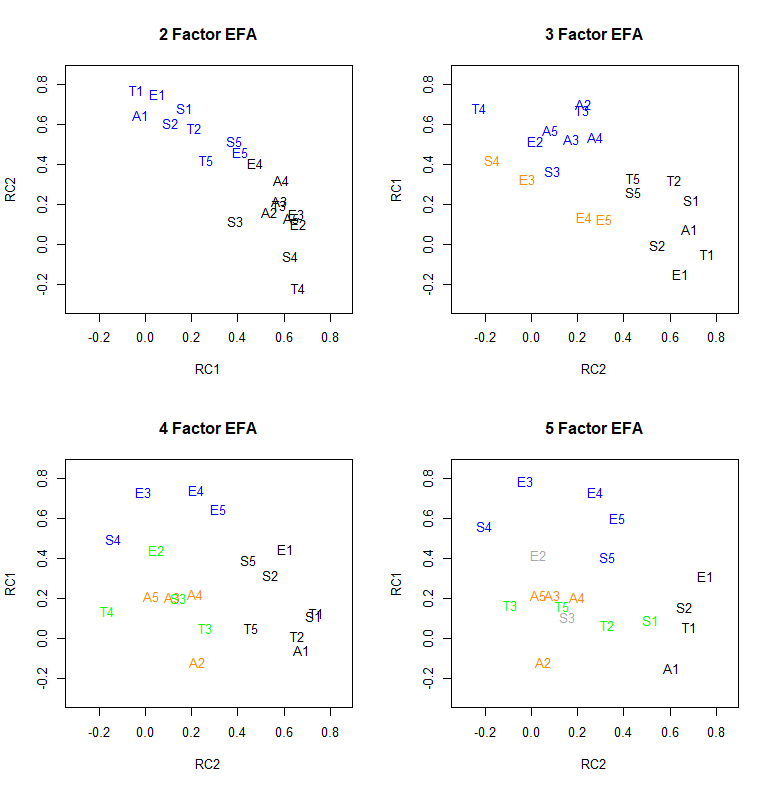 2 Factor EFA
T1 E1
A1 S1
S2 T2
S5
T5 E5 E4
A4
A3
T3
A2 E3
S3 A5 E2
S4
T4
-0.2 0.0 0.2 0.4 0.6 0.8
-0.2 0.0 0.2 0.4 0.6 0.8
RC1
RC2
3 Factor EFA
T4 A2
T3
A5 A4
E2 A3
S4 S3
E3 T5 T2
S5 S1
E4 E5
A1
S2 T1
E1
-0.2 0.0 0.2 0.4 0.6 0.8
-0.2 0.0 0.2 0.4 0.6 0.8
RC2
RC1
4 Factor EFA
E3 E4
E5
S4
E2 E1
S5
S2
A5 A3 S3 A4
T4 T1
S1
T3 T5 T2
A2 A1
-0.2 0.0 0.2 0.4 0.6 0.8
-0.2 0.0 0.2 0.4 0.6 0.8
RC2
RC1
5 Factor EFA
E3 E4
E5
S4
E2 S5
E1
A5 A3 A4
T3 T5 S2
S3 T2 S1 T1
A2 A1
-0.2 0.0 0.2 0.4 0.6 0.8
-0.2 0.0 0.2 0.4 0.6 0.8
RC2
RC1